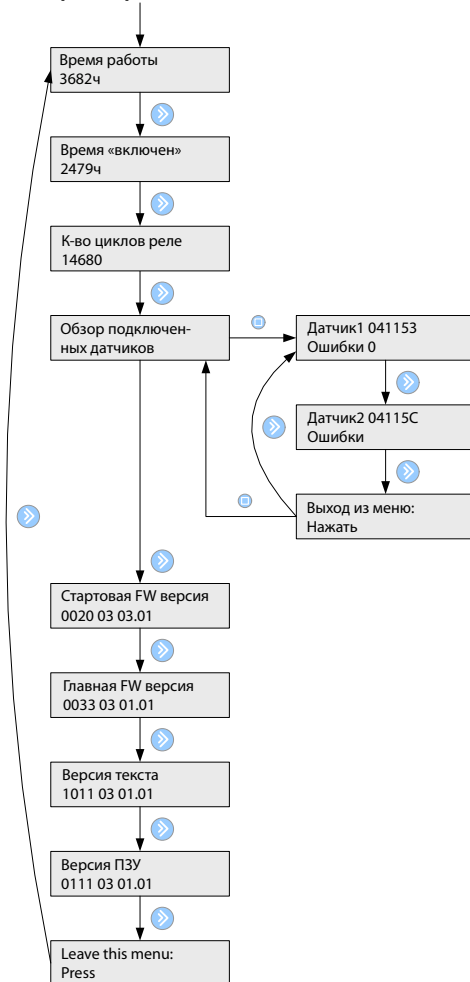 Время работы
3682ч
Время «включен»
2479ч
К-во циклов реле
14680
Обзор подключен-
ных датчиков
Датчик1 041153
Ошибки 0
Датчик2 04115C
Ошибки
Выход из меню:
Нажать
Стартовая FW версия
0020 03 03.01
Главная FW версия
0033 03 01.01
Версия текста
1011 03 01.01
Версия ПЗУ
0111 03 01.01
Leave this menu:
Press